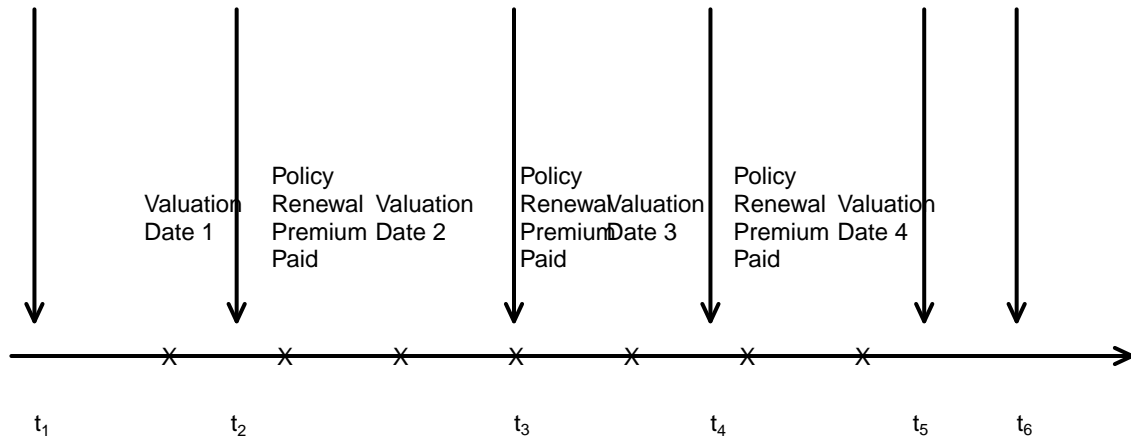 Valuation
Date 1
Policy
Renewal
Premium
Paid
Valuation
Date 2
Policy
Renewal
Premium
Paid
Valuation
Date 3
Policy
Renewal
Premium
Paid
Valuation
Date 4
X X X X X X X
t1 t2 t3 t4 t5 t6